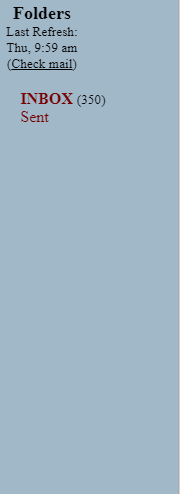 Folders
Last Refresh:
Thu, 9:59 am
(Check mail)
INBOX (350)
Sent